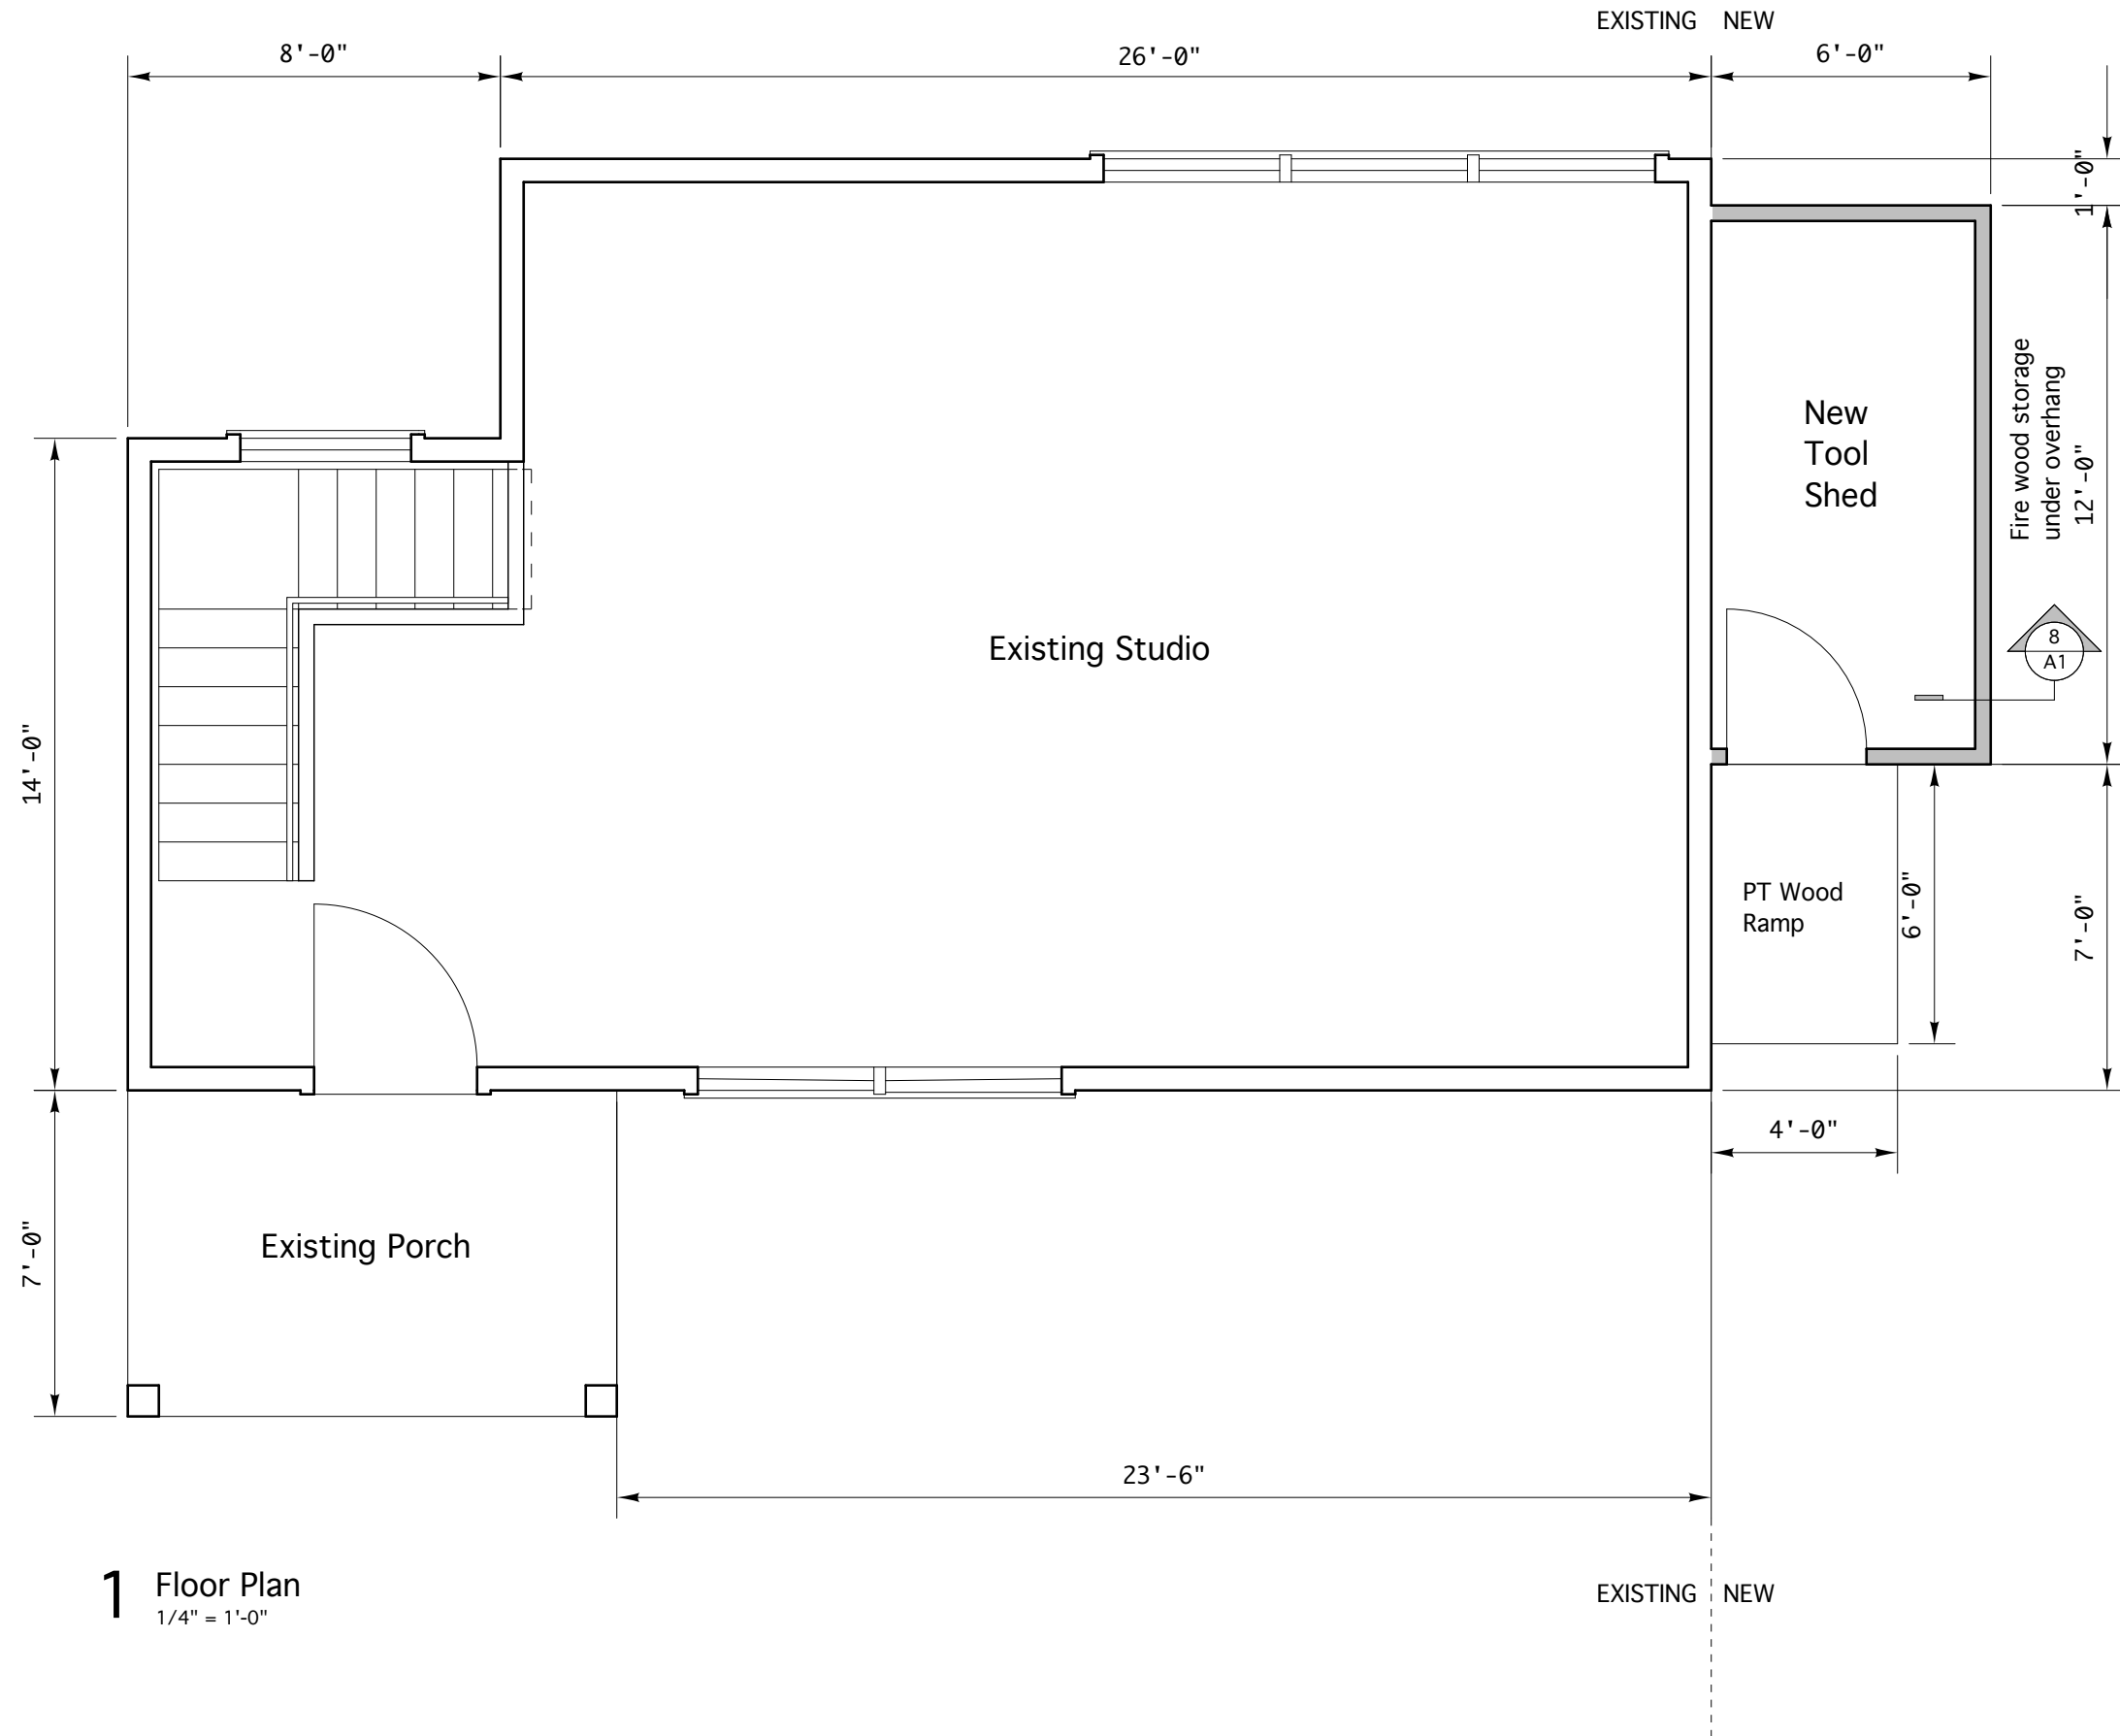 EXISTING NEW
8'-0"
26'-0"
6'-0"
1'-0"
New
Tool
Shed
Fire wood storage
under overhang
12'-0"
Existing Studio
8
A1
14'-0"
PT Wood
Ramp
6'-0"
7'-0"
4'-0"
Existing Porch
7'-0"
23'-6"
1 Floor Plan
1/4" = 1'-0"
EXISTING NEW